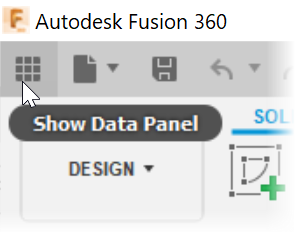 Autodesk Fusion 360
Show Data Panel
SOL
DESIGN